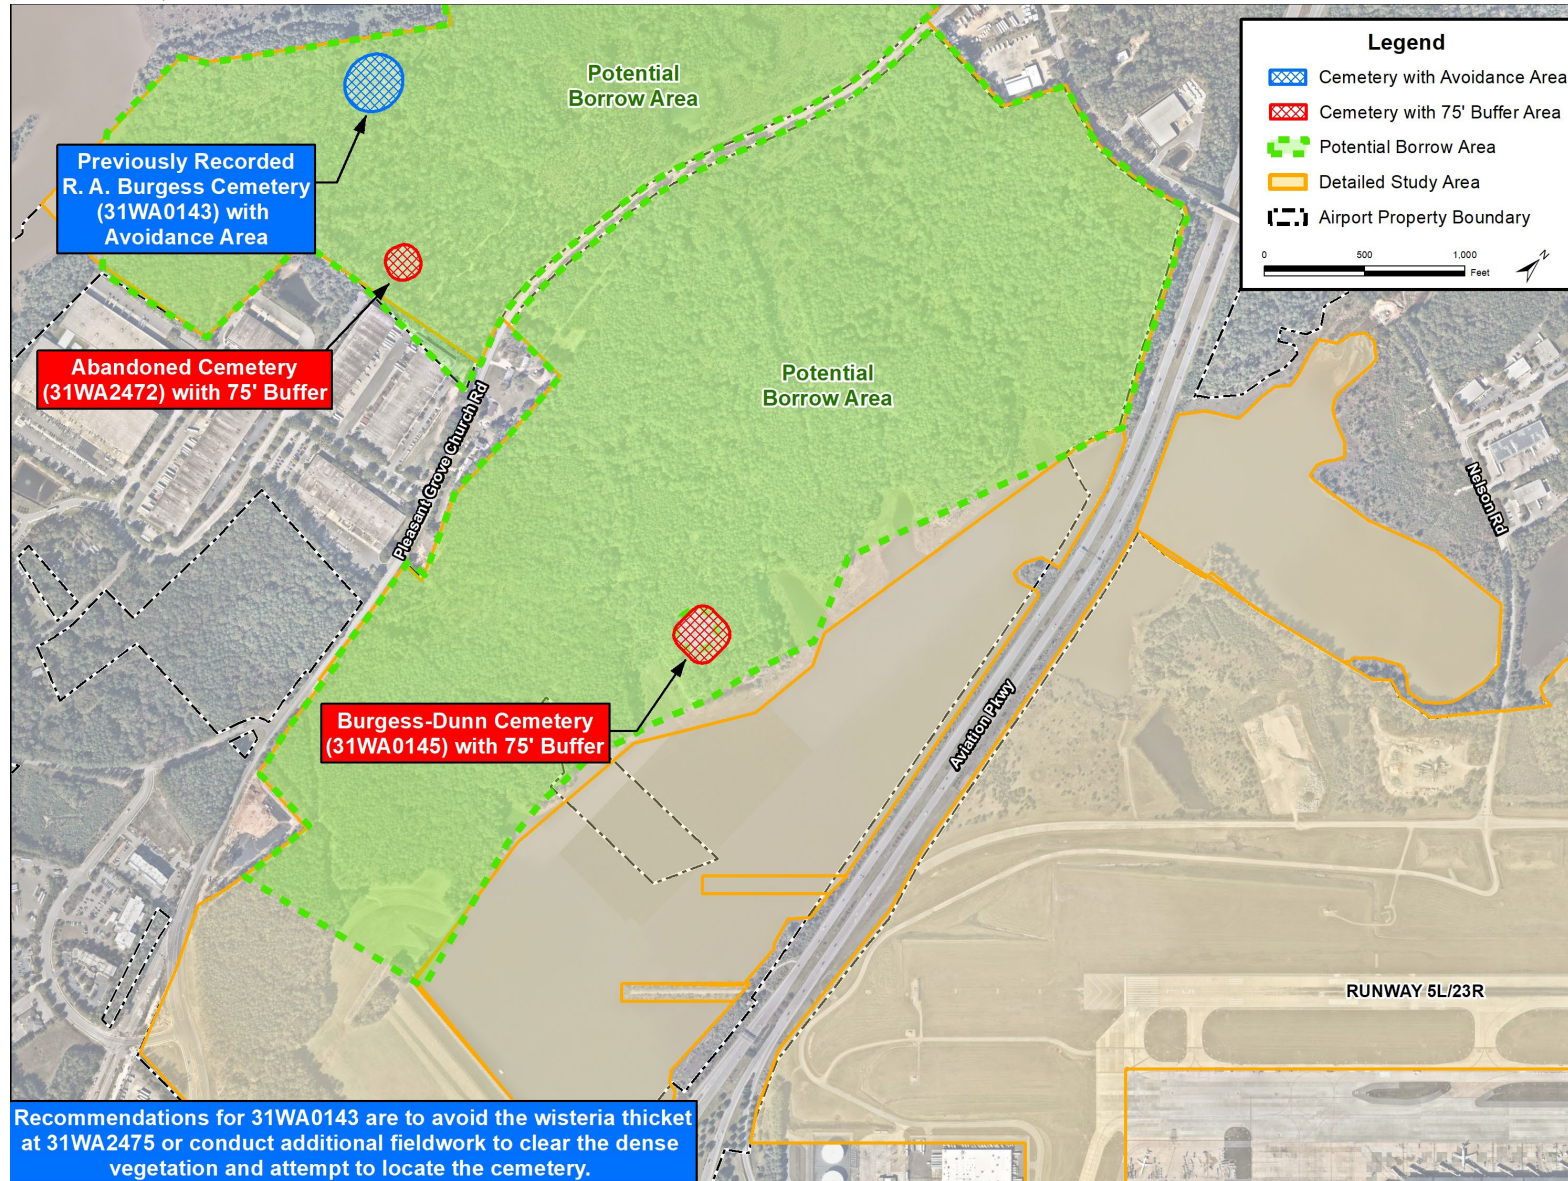 Potential
Borrow Area
Legend
Cemetery with Avoidance Area
Cemetery with 75' Buffer Area
Potential Borrow Area
Detailed Study Area
Airport Property Boundary
0 500 1,000
Feet
N
Previously Recorded
R. A. Burgess Cemetery
(31WA0143) with
Avoidance Area
Abandoned Cemetery
(31WA2472) wiith 75' Buffer
Pleasant Grove Church Rd
Potential
Borrow Area
Nelson Rd
Burgess-Dunn Cemetery
(31WA0145) with 75' Buffer
Aviation Pkwy
RUNWAY 5L/23R
Recommendations for 31WA0143 are to avoid the wisteria thicket
at 31WA2475 or conduct additional fieldwork to clear the dense
vegetation and attempt to locate the cemetery.